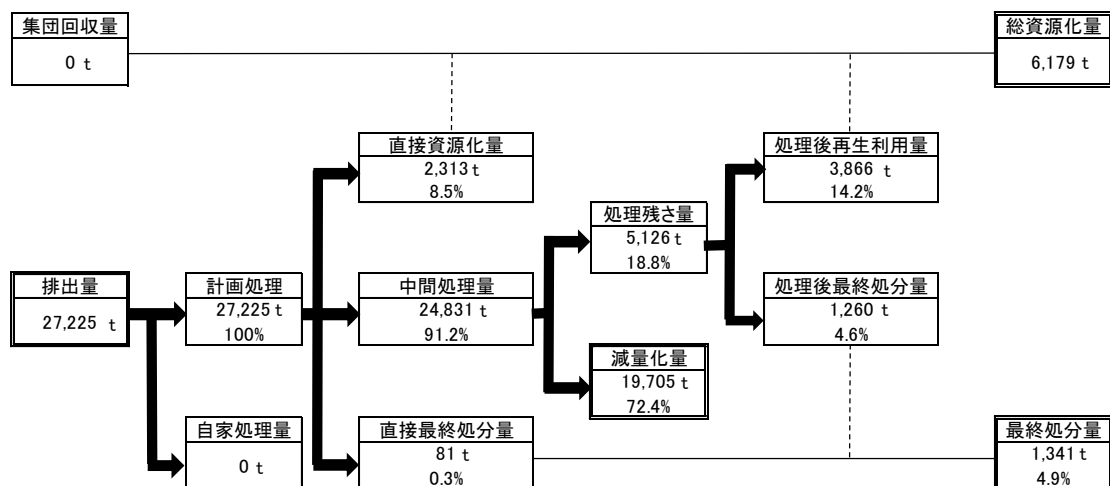 集団回収量
0 t
総資源化量
6,179 t
直接資源化量
2,313 t
8.5%
処理後再生利用量
3,866 t
14.2%
処理残さ量
5,126 t
18.8%
排出量
27,225 t
計画処理
27,225 t
100%
中間処理量
24,831 t
91.2%
処理後最終処分量
1,260 t
4.6%
減量化量
19,705 t
72.4%
自家処理量
0 t
直接最終処分量
81 t
0.3%
最終処分量
1,341 t
4.9%